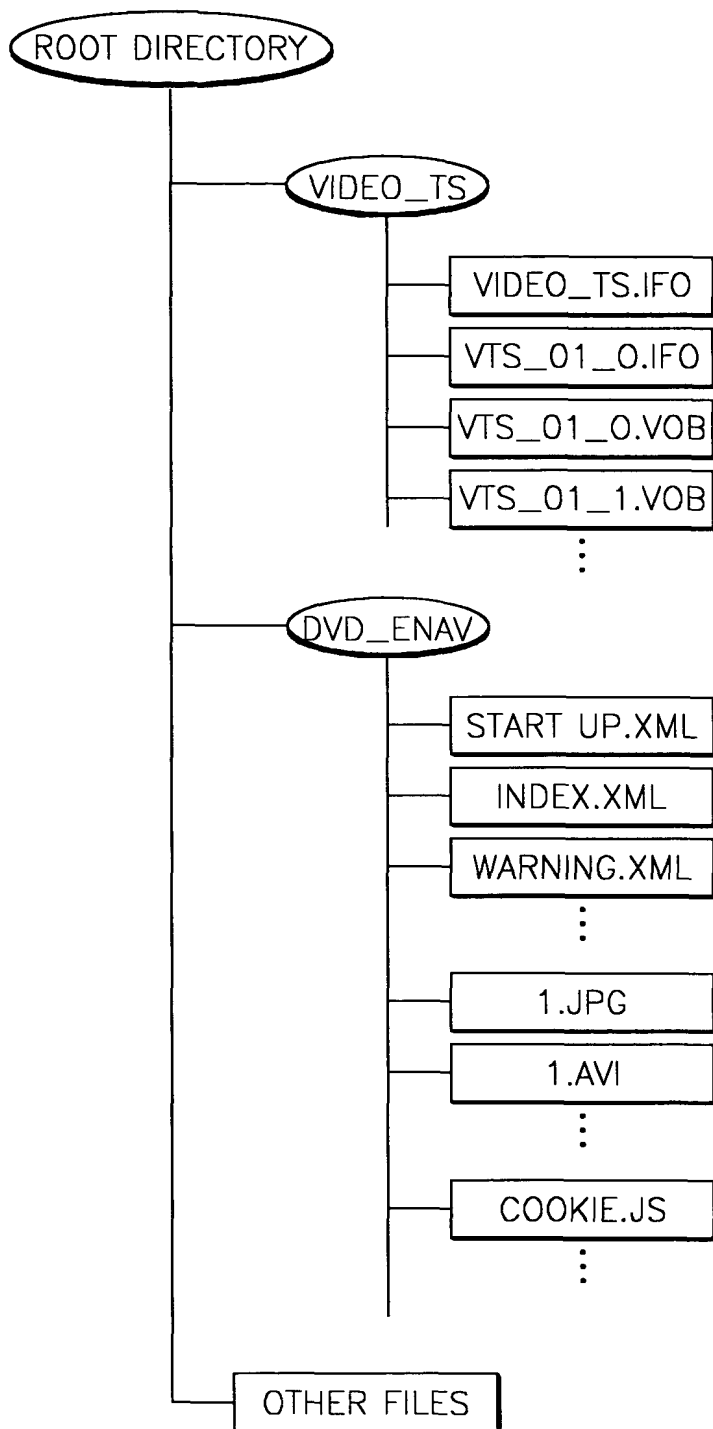 ROOT DIRECTORY
VIDEO_TS
VIDEO_TS.IFO
VTS_01_0.IFO
VTS_01_0.VOB
VTS_01_1.VOB
DVD_ENAV
START UP.XML
INDEX.XML
WARNING.XML
1.JPG
1.AVI
COOKIE.JS
OTHER FILES